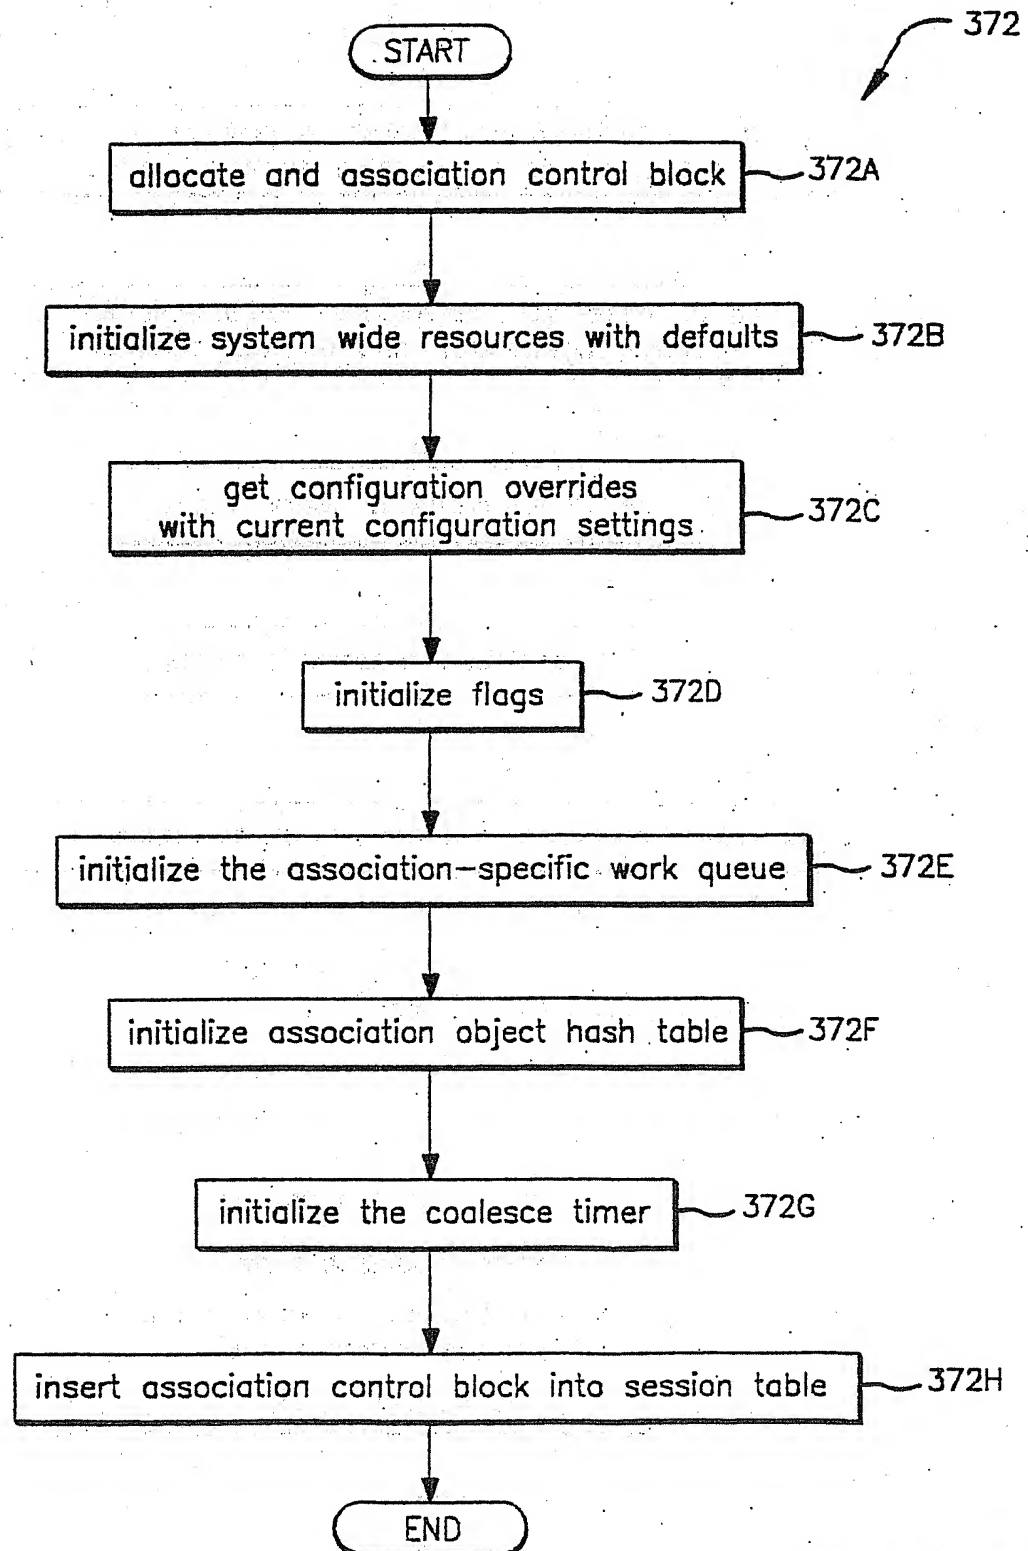 372
START
allocate and association control block
372A
initialize system wide resources with defaults
372B
get configuration overrides
with current configuration settings
372C
initialize flags
372D
initialize the association-specific work queue
372E
initialize association object hash table
372F
initialize the coalesce timer
372G
insert association control block into session table
372H
END